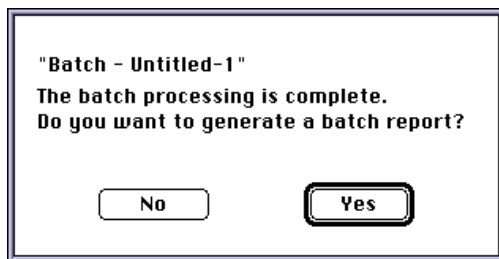 "Batch - Untitled-1"
The batch processing is complete.
Do you want to generate a batch report?
No
Yes